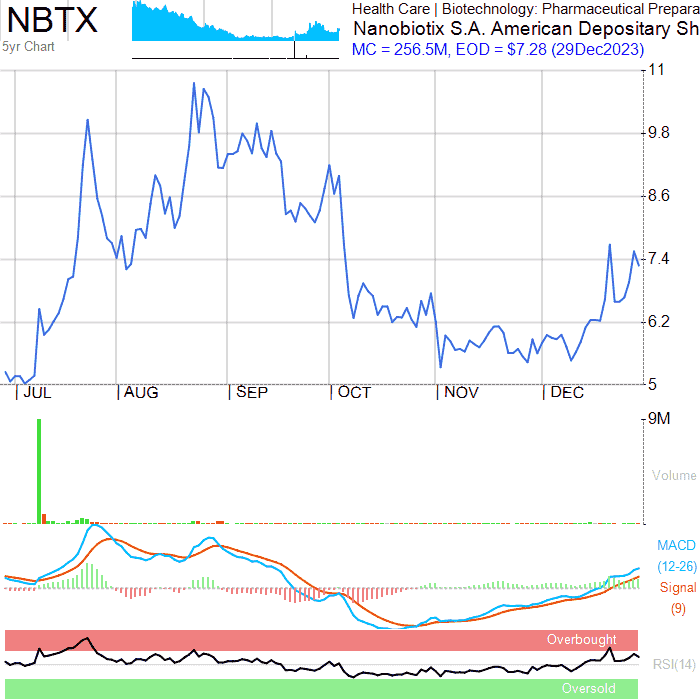 NBTX
5yr Chart
Health Care | Biotechnology: Pharmaceutical Prepara
Nanobiotix S.A. American Depositary Sh
MC = 256.5M, EOD = $7.28 (29Dec2023)
11
9.8
8.6
7.4
6.2
5
JUL AUG SEP OCT NOV DEC
9M
Volume
MACD
(12-26)
Signal
(9)
Overbought
RSI(14)
Oversold